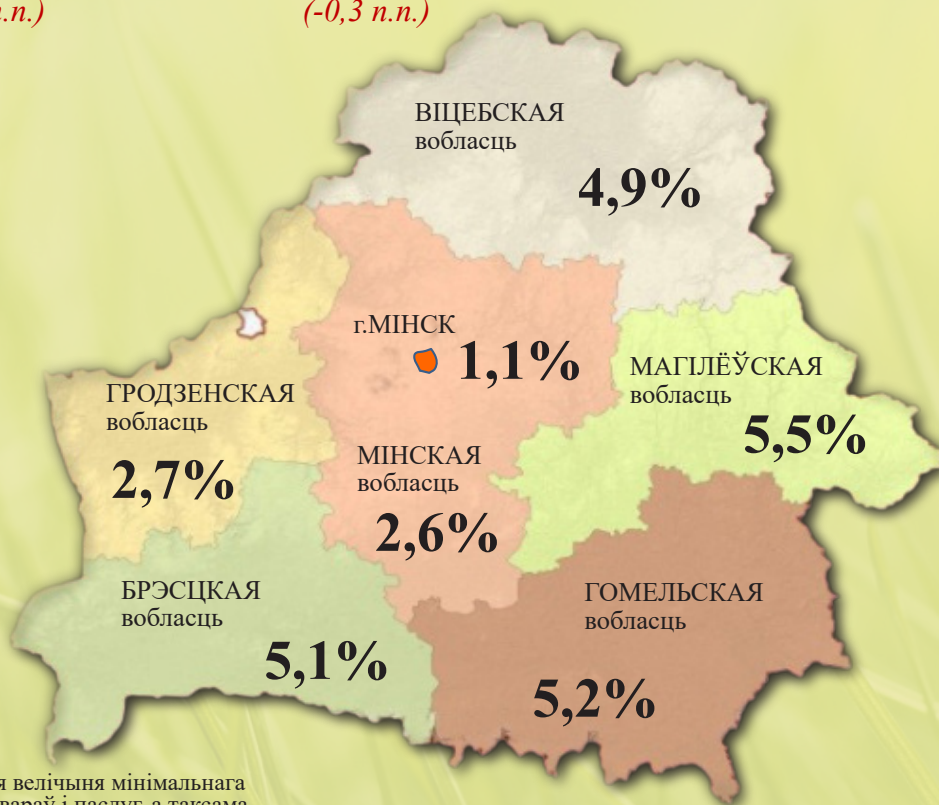 п.п.)
(-0,3 п.п.)
ВІЦЕБСКАЯ
вобласць
4,9%
г.МІНСК
1,1%
МАГІЛЁЎСКАЯ
вобласць
5,5%
ГРОДЗЕНСКАЯ
вобласць
2,7%
МІНСКАЯ
вобласць
2,6%
БРЭСЦКАЯ
вобласць
5,1%
ГОМЕЛЬСКАЯ
вобласць
5,2%
велічыня мінімальнага
і паслуг, а таксама